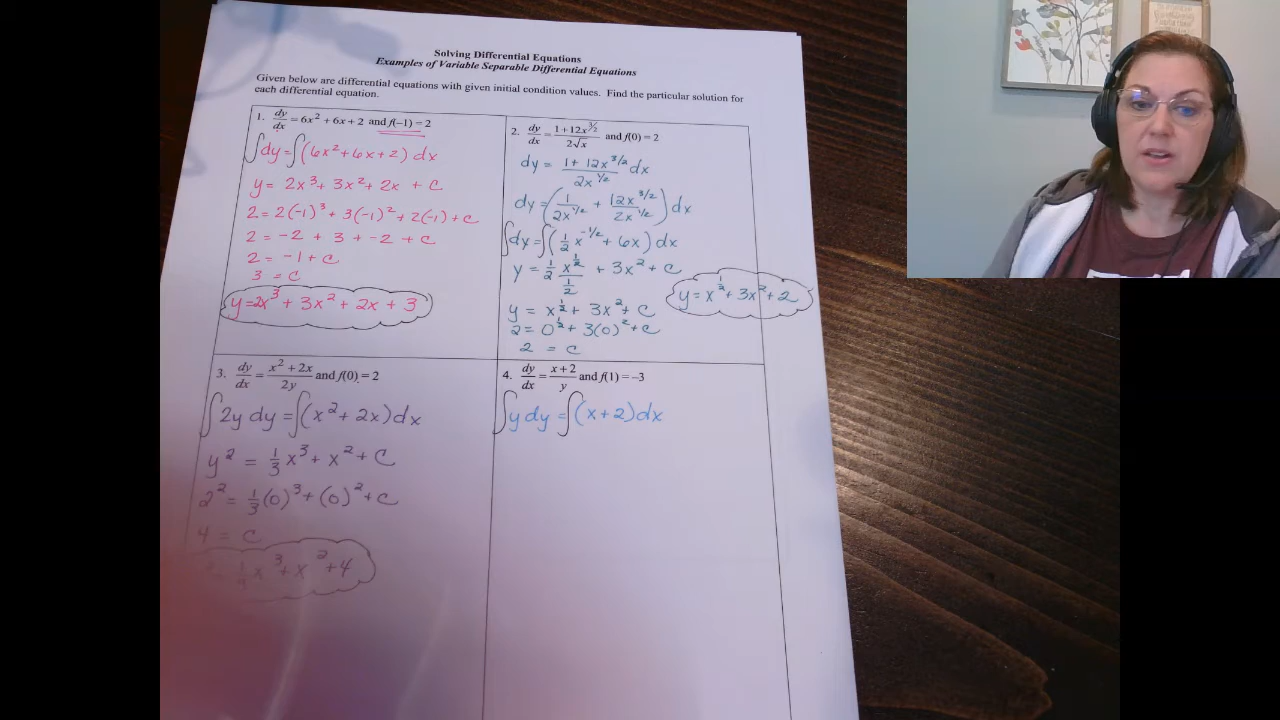 Solving Differential Equations
Examples of Variable Separable Differential Equations
Given below are differential equations with given initial condition values. Find the particular solution for
each differential equation.
1. dy/dx = 6x² + 6x + 2 and f(−1) = 2
∫dy = ∫(6x² + 6x + 2) dx
y = 2x³ + 3x² + 2x + C
2 = 2(-1)³ + 3(-1)² + 2(-1) + C
2 = -2 + 3 + -2 + C
2 = -1 + C
3 = C
y = 2x³ + 3x² + 2x + 3
2. dy/dx = (1 + 12x^(3/2))/(2√x) and f(0) = 2
dy = (1 + 12x^(3/2))/(2x^(1/2)) dx
dy = (1/(2x^(1/2)) + 12x^(3/2)/(2x^(1/2))) dx
∫dy = ∫(1/2 x^(-1/2) + 6x) dx
y = 1/2 x^(1/2)/(1/2) + 3x² + C
y = x^(1/2) + 3x² + C
2 = 0^(1/2) + 3(0)² + C
2 = C
y = x^(1/2) + 3x² + 2
3. dy/dx = (x² + 2x)/(2y) and f(0) = 2
∫2y dy = ∫(x² + 2x) dx
y² = 1/3 x³ + x² + C
2² = 1/3 (0)³ + (0)² + C
4 = C
x³ + x² + 4
4. dy/dx = (x + 2)/y and f(1) = −3
∫y dy = ∫(x + 2) dx